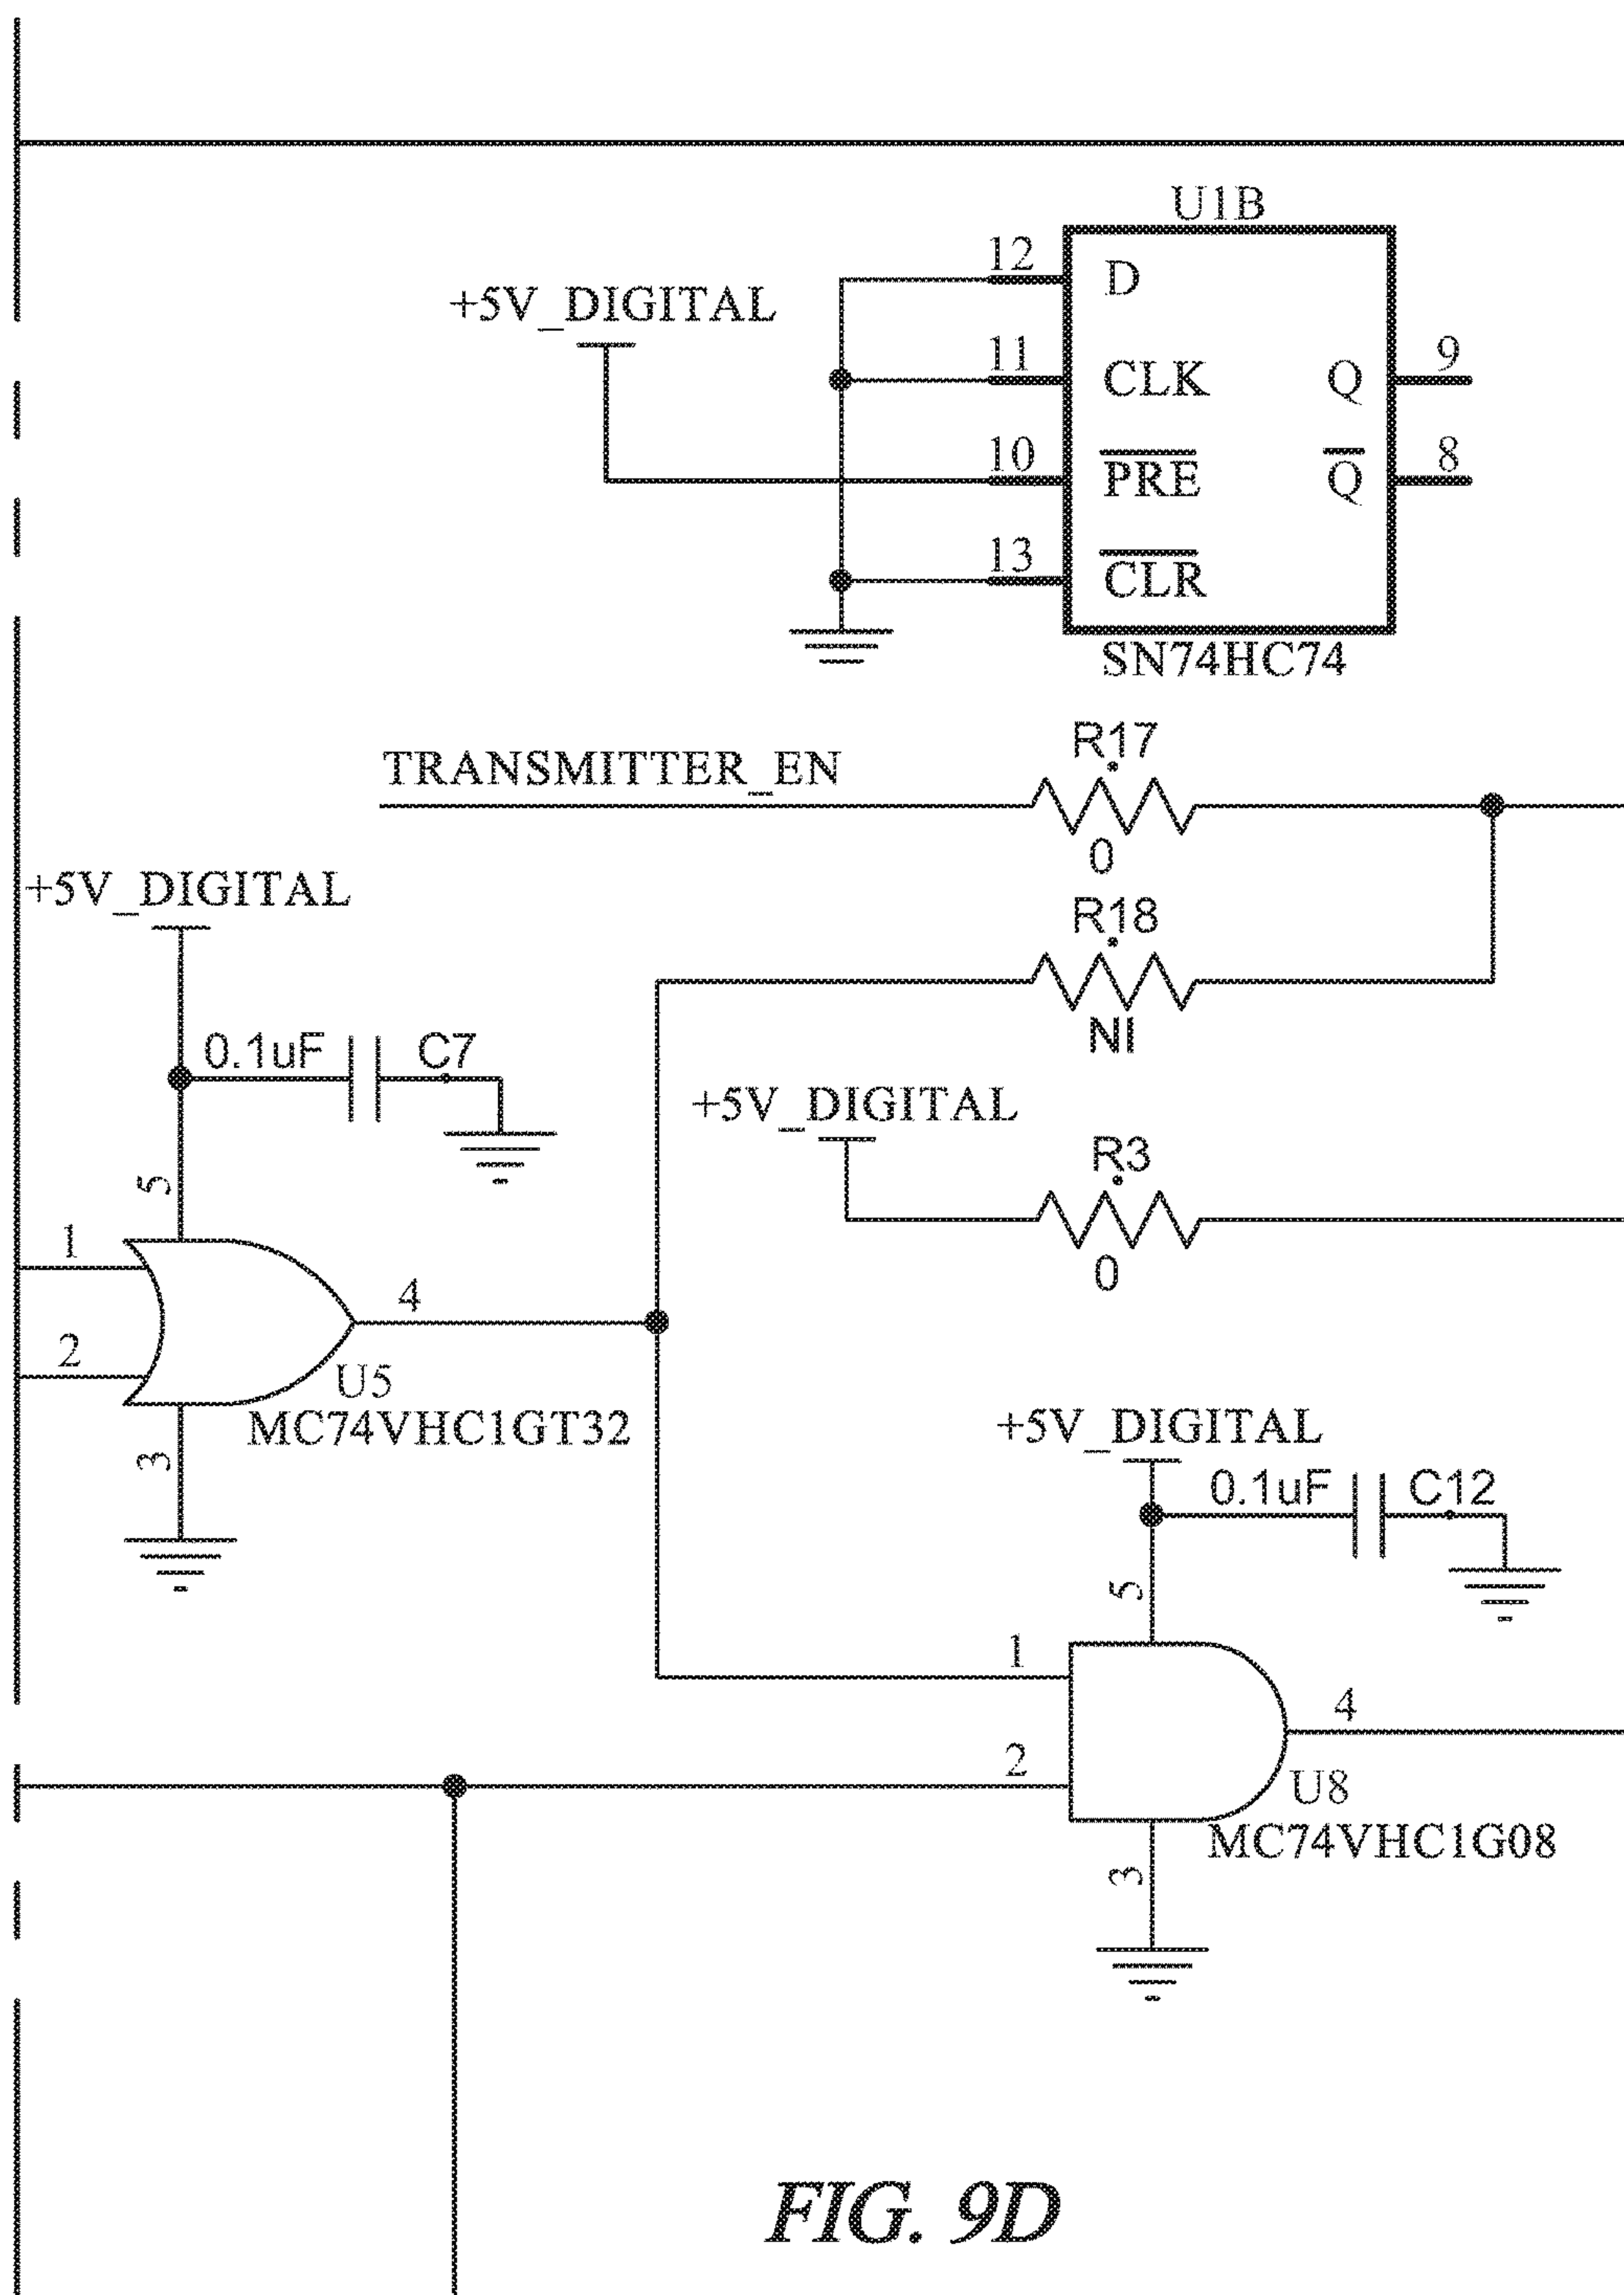 U1B
12
D
+5V_DIGITAL
11
CLK
Q
9
10
PRE
Q
8
13
CLR
SN74HC74
R17
TRANSMITTER_EN
0
+5V_DIGITAL
R18
NI
0.1uF
C7
+5V_DIGITAL
R3
5
1
0
4
2
U5
MC74VHC1GT32
+5V_DIGITAL
3
0.1uF
C12
5
1
4
2
U8
MC74VHC1G08
3
FIG. 9D